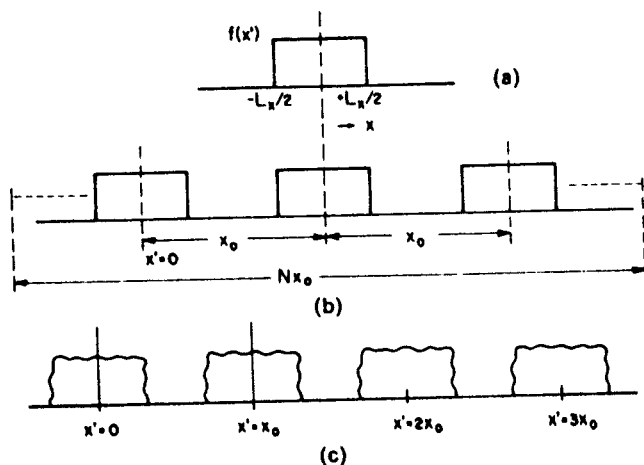 f(x')
(a)
-Lx/2 +Lx/2
→ x
x₀ x₀
x'=0
Nx₀
(b)
x'=0 x'=x₀ x'=2x₀ x'=3x₀
(c)